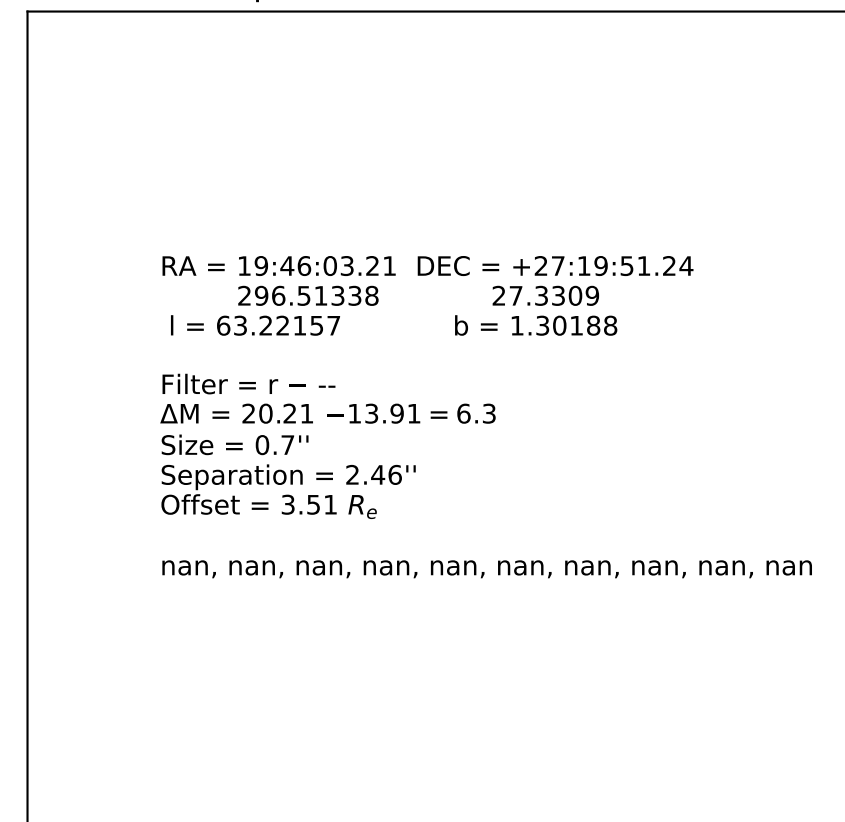 RA = 19:46:03.21 DEC = +27:19:51.24
296.51338 27.3309
l = 63.22157 b = 1.30188
Filter = r − --
ΔM = 20.21 −13.91 = 6.3
Size = 0.7''
Separation = 2.46''
Offset = 3.51 Re
nan, nan, nan, nan, nan, nan, nan, nan, nan, nan